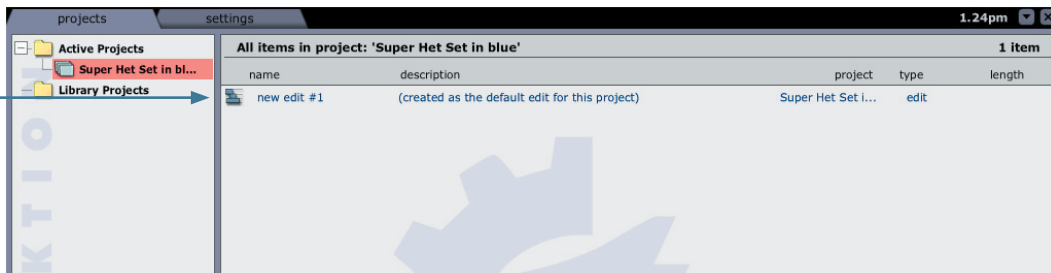 projects settings 1.24pm
Active Projects
Super Het Set in bl...
Library Projects
All items in project: 'Super Het Set in blue' 1 item
name description project type length
new edit #1 (created as the default edit for this project) Super Het Set i... edit
KTION